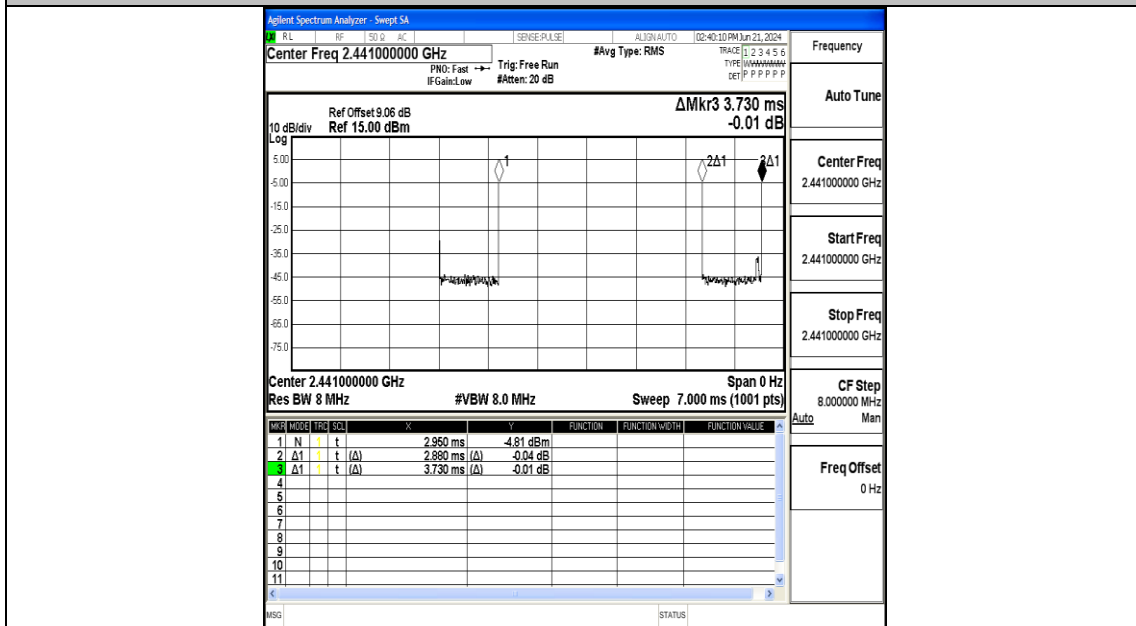 Agilent Spectrum Analyzer - Swept SA
RL RF 50 Ω AC SENSE:PULSE ALIGN AUTO 02:40:10 PM Jun 21, 2024
Center Freq 2.441000000 GHz
PNO: Fast
IFGain:Low
Trig: Free Run
#Atten: 20 dB
#Avg Type: RMS
TRACE 1 2 3 4 5 6
TYPE
DET P P P P P P
Ref Offset 9.06 dB
10 dB/div Ref 15.00 dBm
Log
ΔMkr3 3.730 ms
-0.01 dB
5.00
-5.00
-15.0
-25.0
-35.0
-45.0
-55.0
-65.0
-75.0
1
2Δ1
3Δ1
Center 2.441000000 GHz Span 0 Hz
Res BW 8 MHz #VBW 8.0 MHz Sweep 7.000 ms (1001 pts)
MKR MODE TRC SCL X Y FUNCTION FUNCTION WIDTH FUNCTION VALUE
1 N 1 t 2.950 ms -4.81 dBm
2 Δ1 1 t (Δ) 2.880 ms (Δ) -0.04 dB
3 Δ1 1 t (Δ) 3.730 ms (Δ) -0.01 dB
4
5
6
7
8
9
10
11
MSG STATUS
Frequency
Auto Tune
Center Freq
2.441000000 GHz
Start Freq
2.441000000 GHz
Stop Freq
2.441000000 GHz
CF Step
8.000000 MHz
Auto Man
Freq Offset
0 Hz